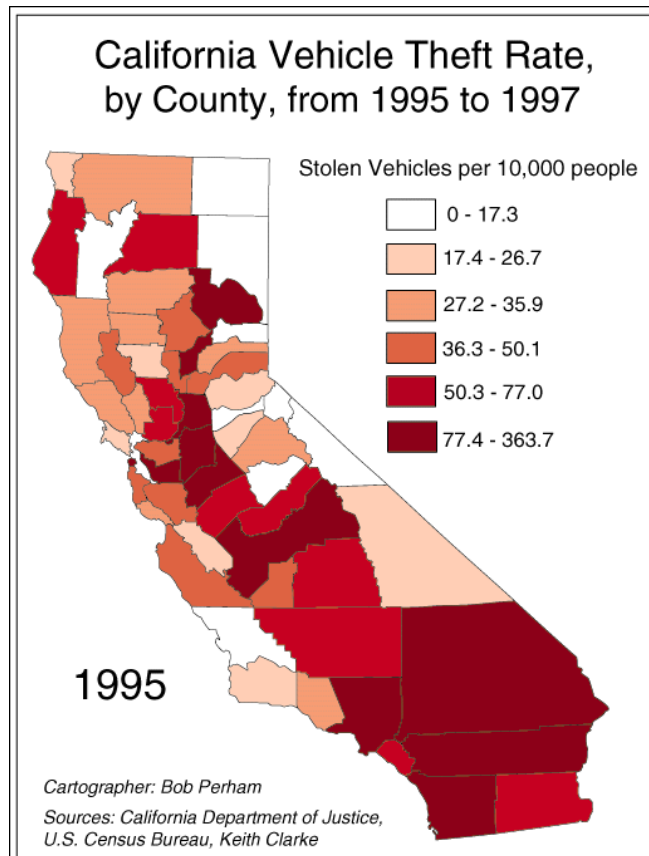 California Vehicle Theft Rate,
by County, from 1995 to 1997
Stolen Vehicles per 10,000 people
0 - 17.3
17.4 - 26.7
27.2 - 35.9
36.3 - 50.1
50.3 - 77.0
77.4 - 363.7
1995
Cartographer: Bob Perham
Sources: California Department of Justice,
U.S. Census Bureau, Keith Clarke